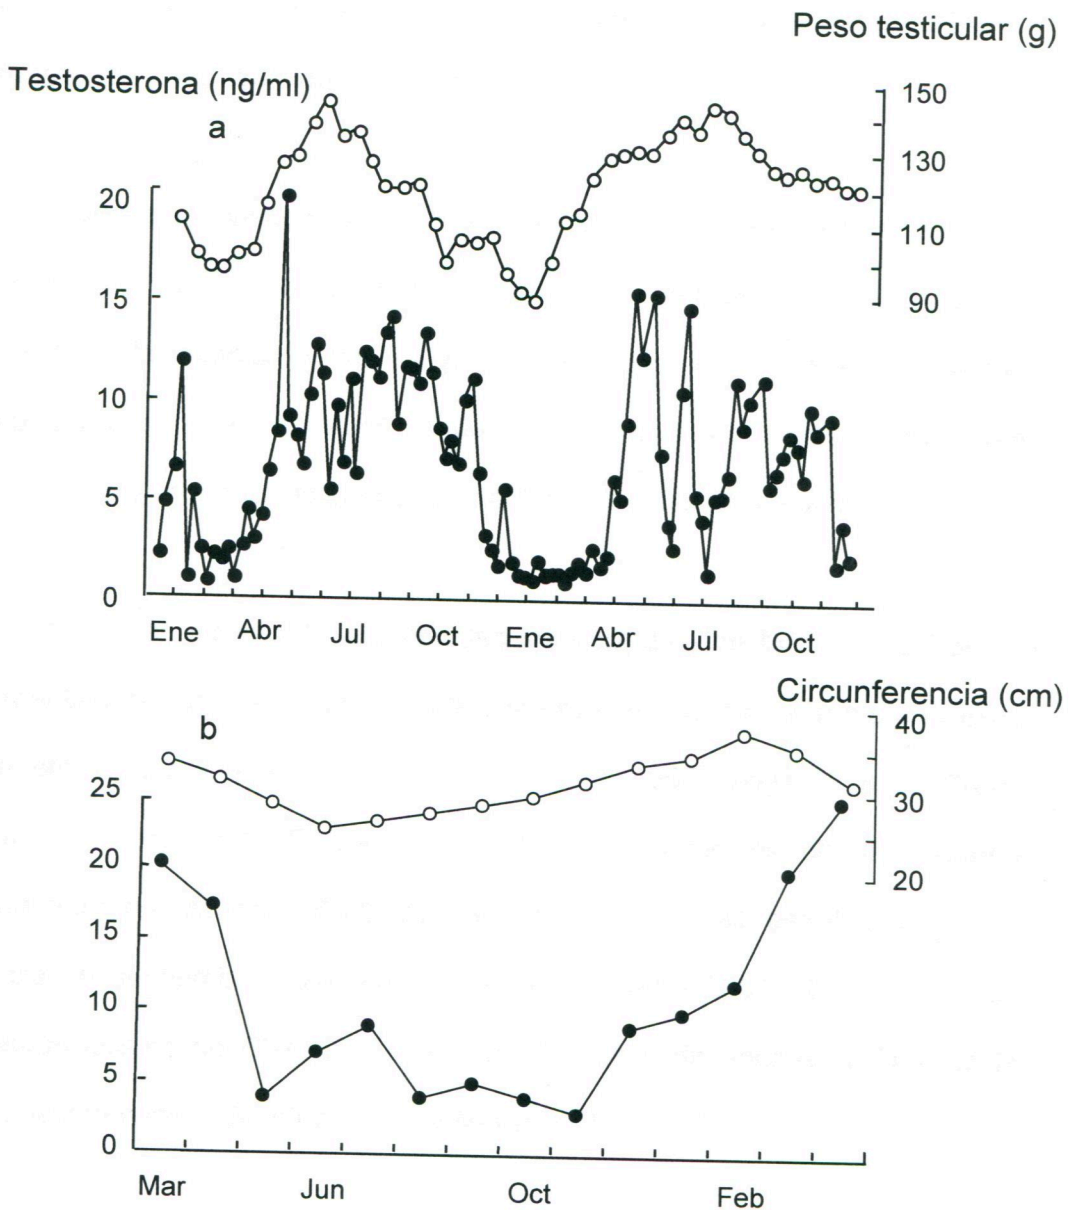 Peso testicular (g)
Testosterona (ng/ml)
a
150
130
110
90
20
15
10
5
0
Ene Abr Jul Oct Ene Abr Jul Oct
Circunferencia (cm)
b
40
30
20
25
20
15
10
5
0
Mar Jun Oct Feb